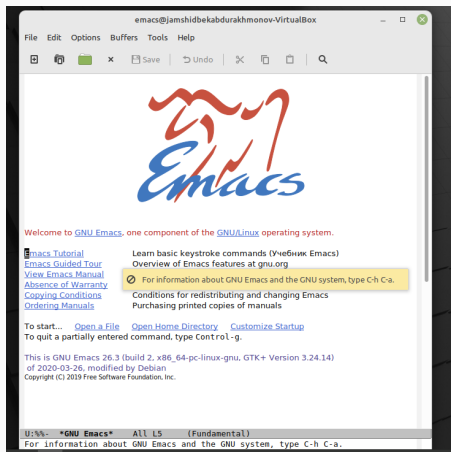 emacs@jamshidbekabdurakhmonov-VirtualBox
File Edit Options Buffers Tools Help
Save Undo
Emacs
Welcome to GNU Emacs, one component of the GNU/Linux operating system.
Emacs Tutorial Learn basic keystroke commands (Учебник Emacs)
Emacs Guided Tour Overview of Emacs features at gnu.org
View Emacs Manual
For information about GNU Emacs and the GNU system, type C-h C-a.
Absence of Warranty
Copying Conditions Conditions for redistributing and changing Emacs
Ordering Manuals Purchasing printed copies of manuals
To start... Open a File Open Home Directory Customize Startup
To quit a partially entered command, type Control-g.
This is GNU Emacs 26.3 (build 2, x86_64-pc-linux-gnu, GTK+ Version 3.24.14)
of 2020-03-26, modified by Debian
Copyright (C) 2019 Free Software Foundation, Inc.
U:%%- *GNU Emacs* All L5 (Fundamental)
For information about GNU Emacs and the GNU system, type C-h C-a.